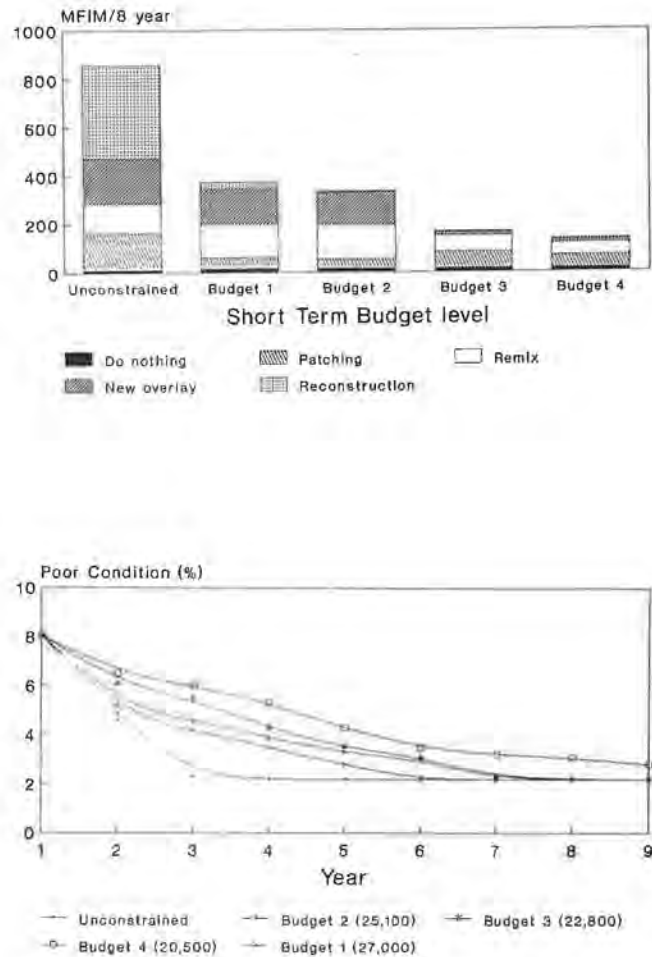 MFIM/8 year
1000
800
600
400
200
0
Unconstrained Budget 1 Budget 2 Budget 3 Budget 4
Short Term Budget level
Do nothing Patching Remix
New overlay Reconstruction
Poor Condition (%)
10
8
6
4
2
0
1 2 3 4 5 6 7 8 9
Year
Unconstrained Budget 2 (25,100) Budget 3 (22,800)
Budget 4 (20,500) Budget 1 (27,000)